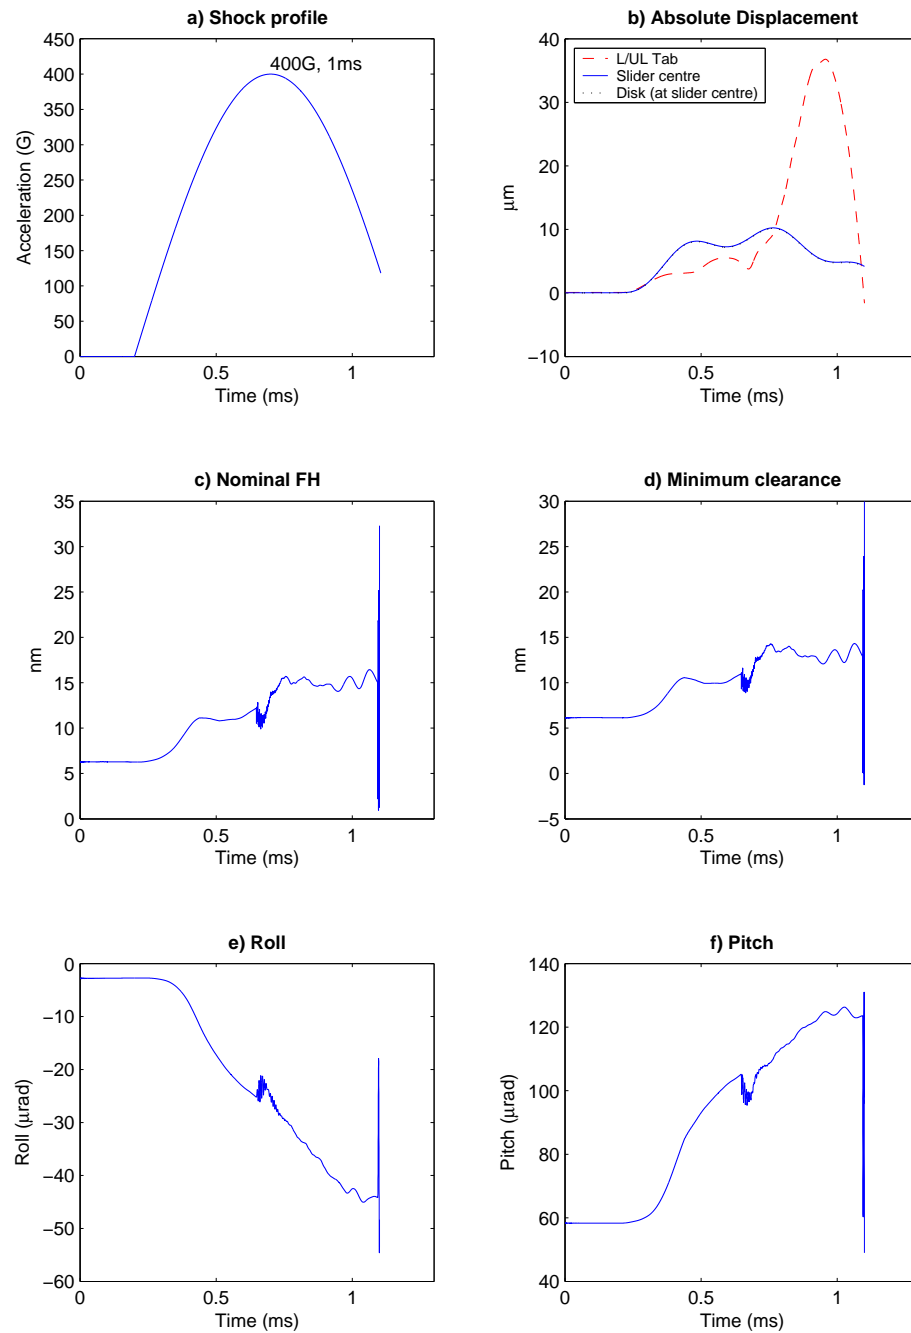 a) Shock profile
450
400
350
300
250
200
150
100
50
0
Acceleration (G)
400G, 1ms
0
0.5
1
Time (ms)
b) Absolute Displacement
40
30
20
10
0
−10
µm
L/UL Tab
Slider centre
Disk (at slider centre)
0
0.5
1
Time (ms)
c) Nominal FH
35
30
25
20
15
10
5
0
nm
0
0.5
1
Time (ms)
d) Minimum clearance
30
25
20
15
10
5
0
−5
nm
0
0.5
1
Time (ms)
e) Roll
0
−10
−20
−30
−40
−50
−60
Roll (µrad)
0
0.5
1
Time (ms)
f) Pitch
140
120
100
80
60
40
Pitch (µrad)
0
0.5
1
Time (ms)